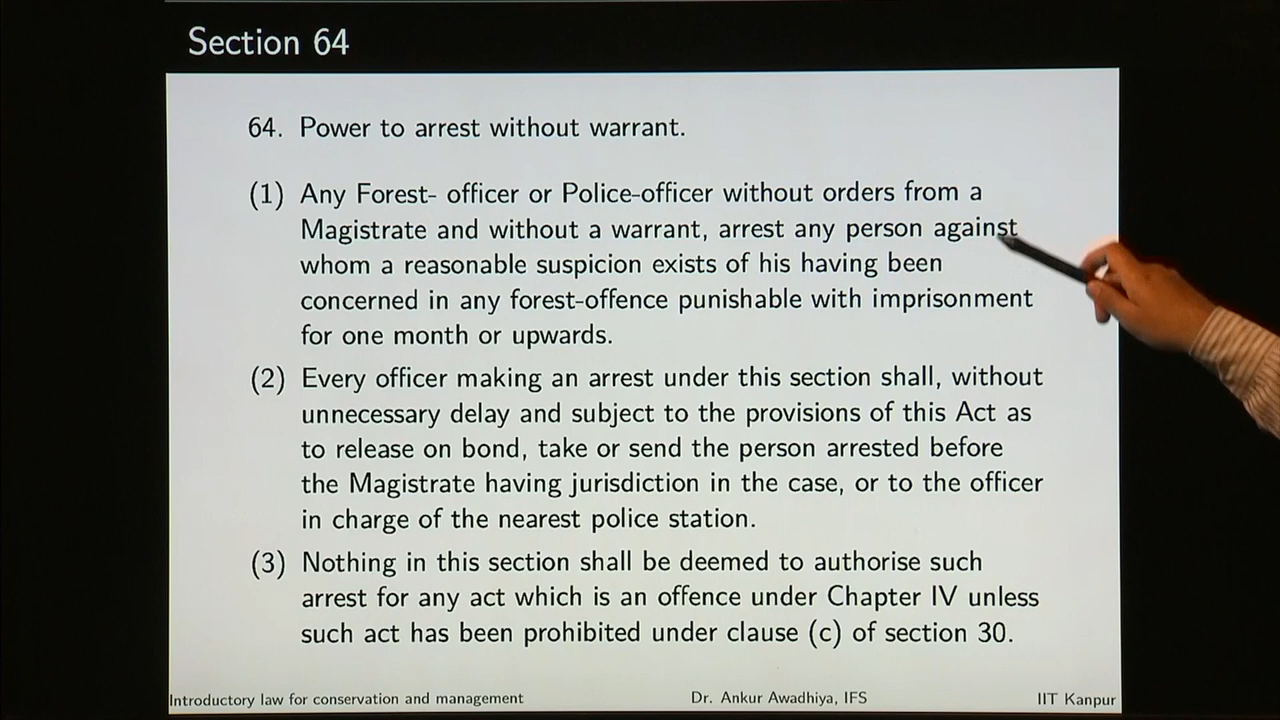 Section 64
64. Power to arrest without warrant.
(1) Any Forest- officer or Police-officer without orders from a
Magistrate and without a warrant, arrest any person against
whom a reasonable suspicion exists of his having been
concerned in any forest-offence punishable with imprisonment
for one month or upwards.
(2) Every officer making an arrest under this section shall, without
unnecessary delay and subject to the provisions of this Act as
to release on bond, take or send the person arrested before
the Magistrate having jurisdiction in the case, or to the officer
in charge of the nearest police station.
(3) Nothing in this section shall be deemed to authorise such
arrest for any act which is an offence under Chapter IV unless
such act has been prohibited under clause (c) of section 30.
Introductory law for conservation and management Dr. Ankur Awadhiya, IFS IIT Kanpur